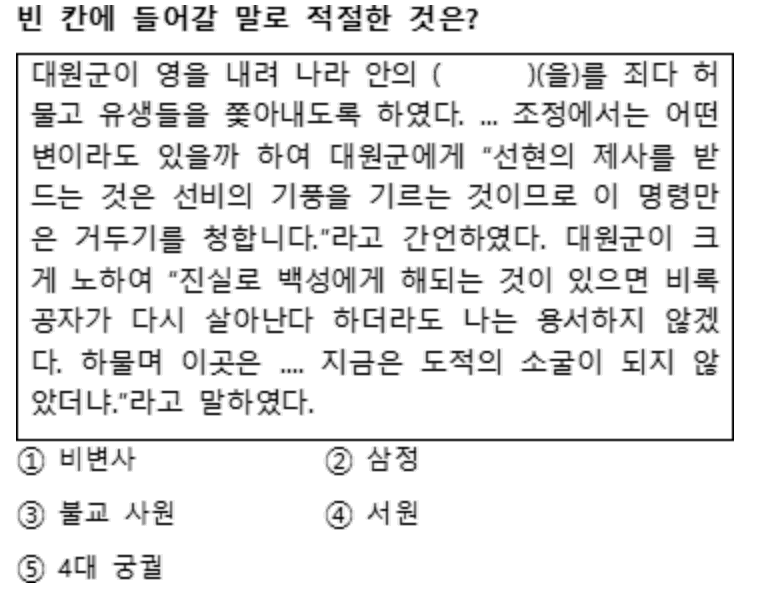 빈 칸에 들어갈 말로 적절한 것은?
대원군이 영을 내려 나라 안의 (       )(을)를 죄다 허
물고 유생들을 쫓아내도록 하였다. ... 조정에서는 어떤
변이라도 있을까 하여 대원군에게 "선현의 제사를 받
드는 것은 선비의 기풍을 기르는 것이므로 이 명령만
은 거두기를 청합니다."라고 간언하였다. 대원군이 크
게 노하여 "진실로 백성에게 해되는 것이 있으면 비록
공자가 다시 살아난다 하더라도 나는 용서하지 않겠
다. 하물며 이곳은 .... 지금은 도적의 소굴이 되지 않
았더냐."라고 말하였다.
① 비변사 ② 삼정
③ 불교 사원 ④ 서원
⑤ 4대 궁궐